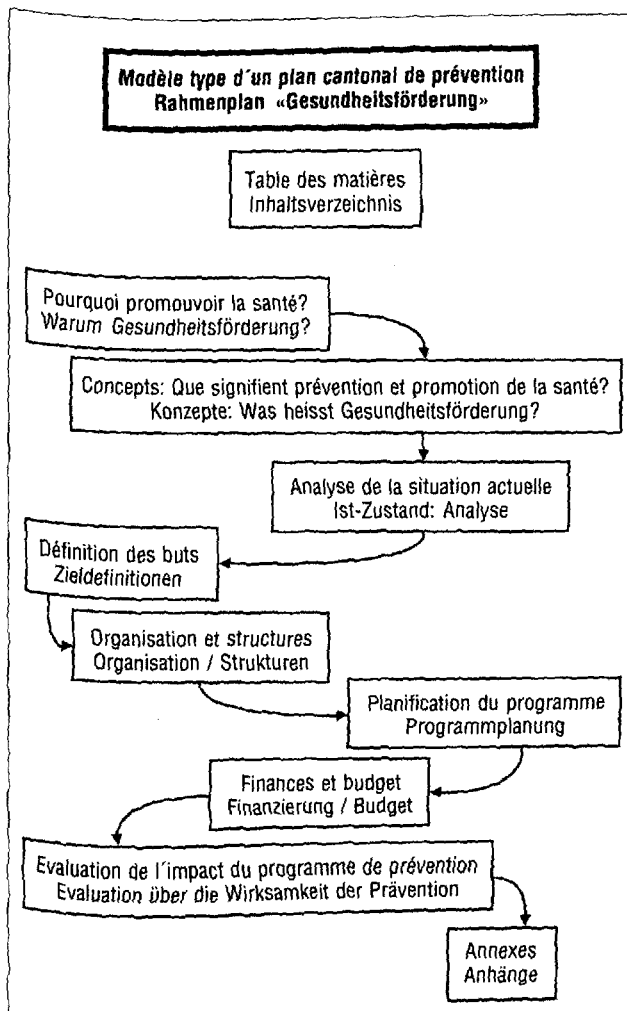 Modèle type d'un plan cantonal de prévention
Rahmenplan «Gesundheitsförderung»
Table des matières
Inhaltsverzeichnis
Pourquoi promouvoir la santé?
Warum Gesundheitsförderung?
Concepts: Que signifient prévention et promotion de la santé?
Konzepte: Was heisst Gesundheitsförderung?
Analyse de la situation actuelle
Ist-Zustand: Analyse
Définition des buts
Zieldefinitionen
Organisation et structures
Organisation / Strukturen
Planification du programme
Programmplanung
Finances et budget
Finanzierung / Budget
Evaluation de l'impact du programme de prévention
Evaluation über die Wirksamkeit der Prävention
Annexes
Anhänge